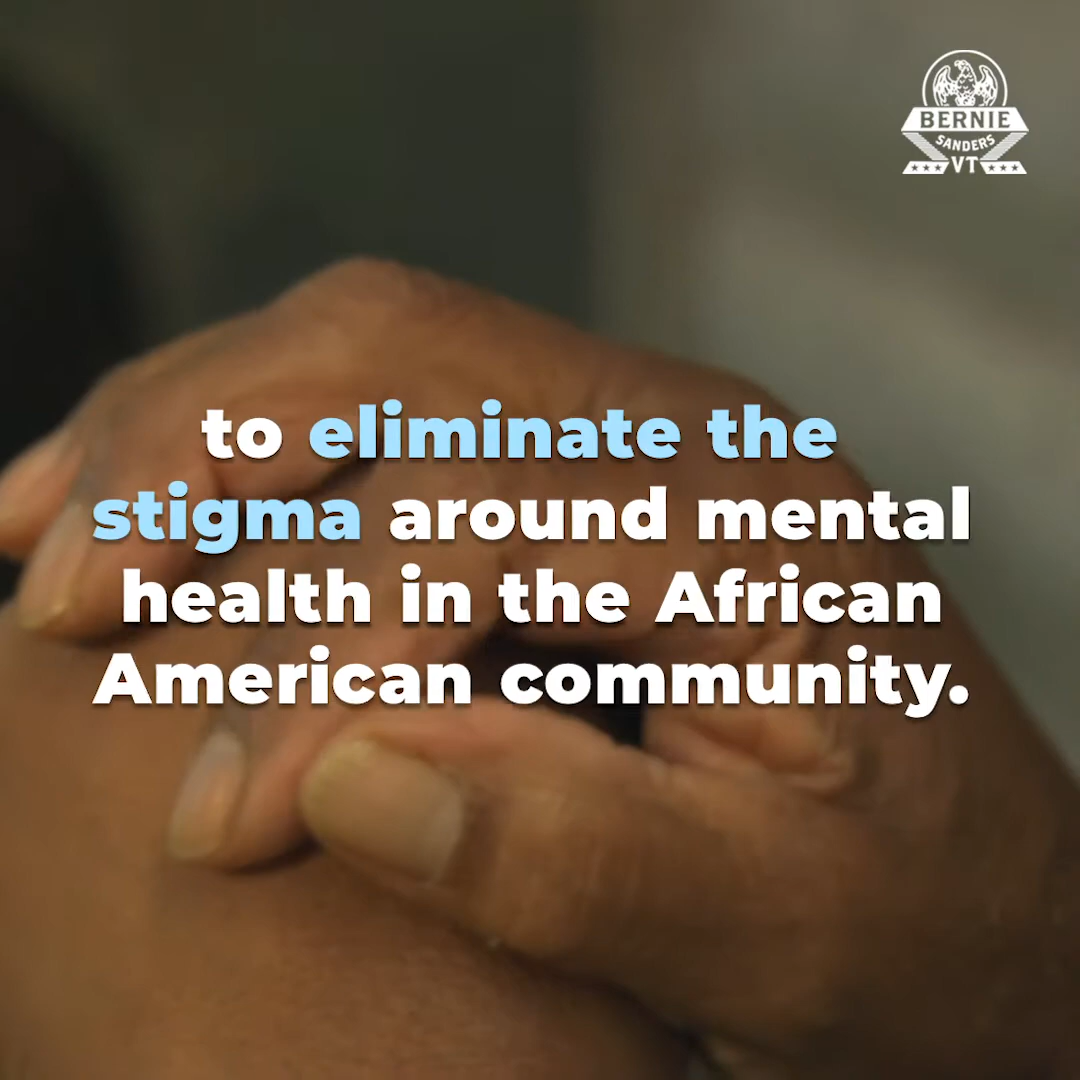 BERNIE
SANDERS
VT
to eliminate the
stigma around mental
health in the African
American community.